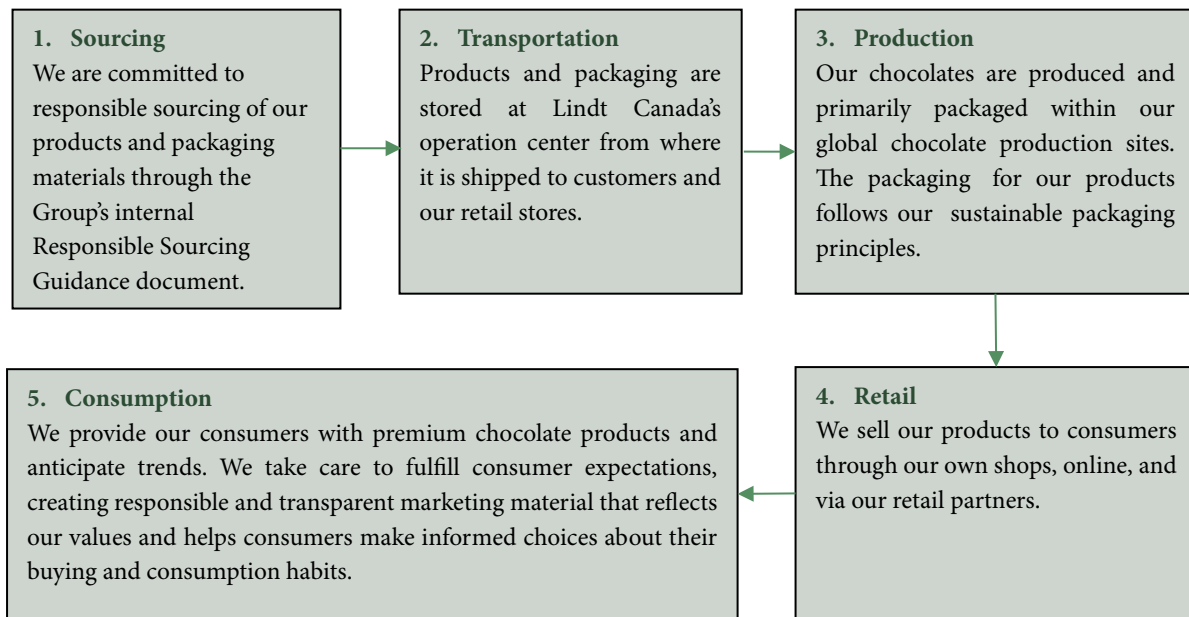 1. Sourcing
We are committed to
responsible sourcing of our
products and packaging
materials through the
Group's internal
Responsible Sourcing
Guidance document.
2. Transportation
Products and packaging are
stored at Lindt Canada's
operation center from where
it is shipped to customers and
our retail stores.
3. Production
Our chocolates are produced and
primarily packaged within our
global chocolate production sites.
The packaging for our products
follows our sustainable packaging
principles.
4. Retail
We sell our products to consumers
through our own shops, online, and
via our retail partners.
5. Consumption
We provide our consumers with premium chocolate products and
anticipate trends. We take care to fulfill consumer expectations,
creating responsible and transparent marketing material that reflects
our values and helps consumers make informed choices about their
buying and consumption habits.